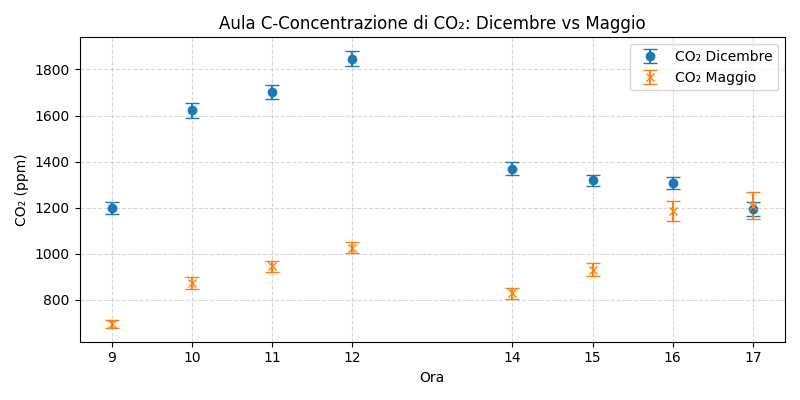 Aula C-Concentrazione di CO₂: Dicembre vs Maggio
CO₂ Dicembre
CO₂ Maggio
CO₂ (ppm)
1800
1600
1400
1200
1000
800
9 10 11 12 14 15 16 17
Ora